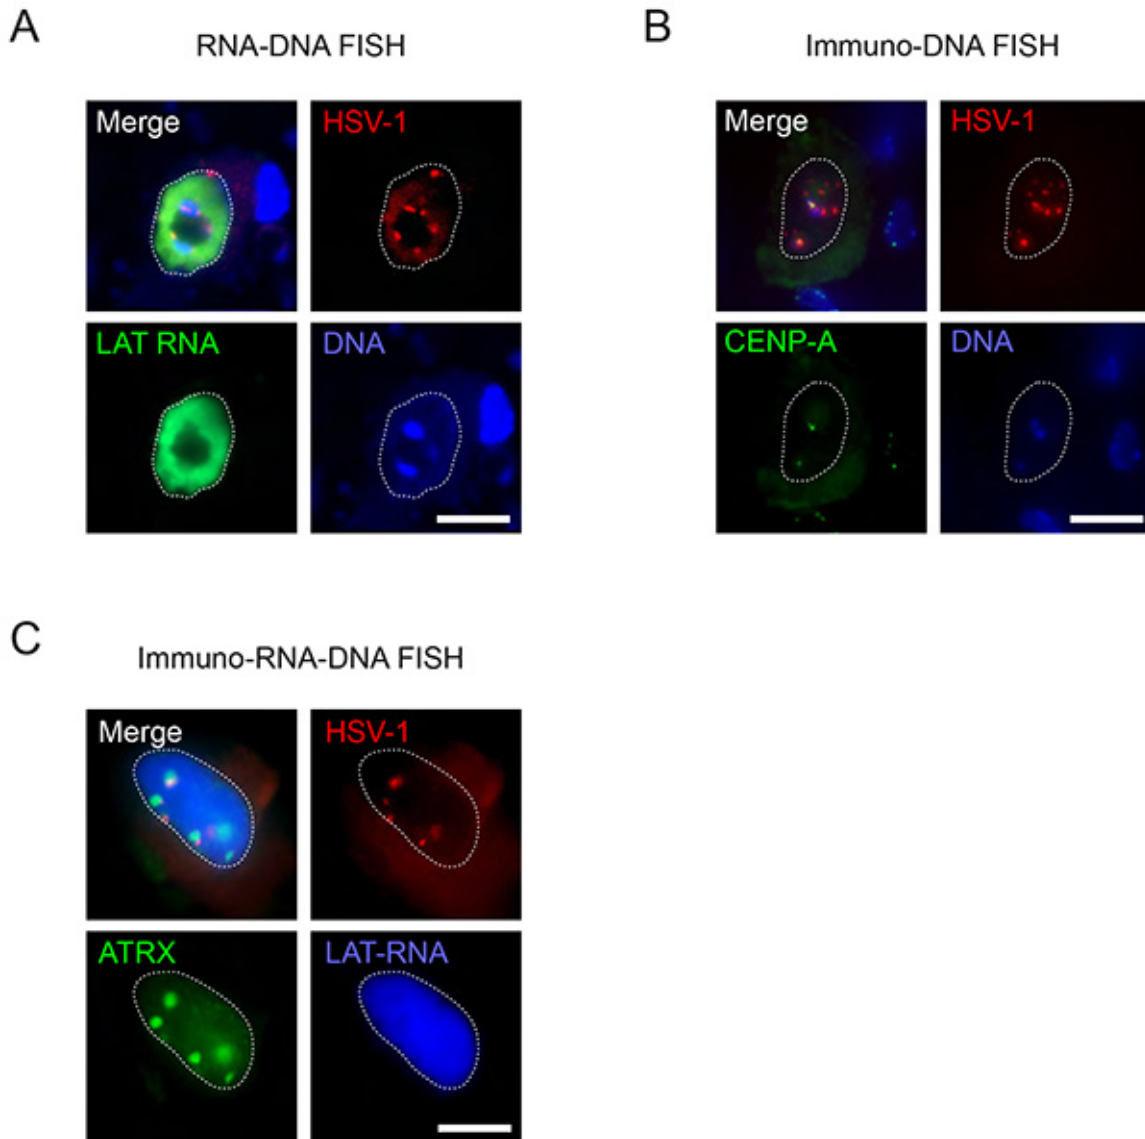 A
RNA-DNA FISH
Merge
HSV-1
LAT RNA
DNA
B
Immuno-DNA FISH
Merge
HSV-1
CENP-A
DNA
C
Immuno-RNA-DNA FISH
Merge
HSV-1
ATRX
LAT-RNA